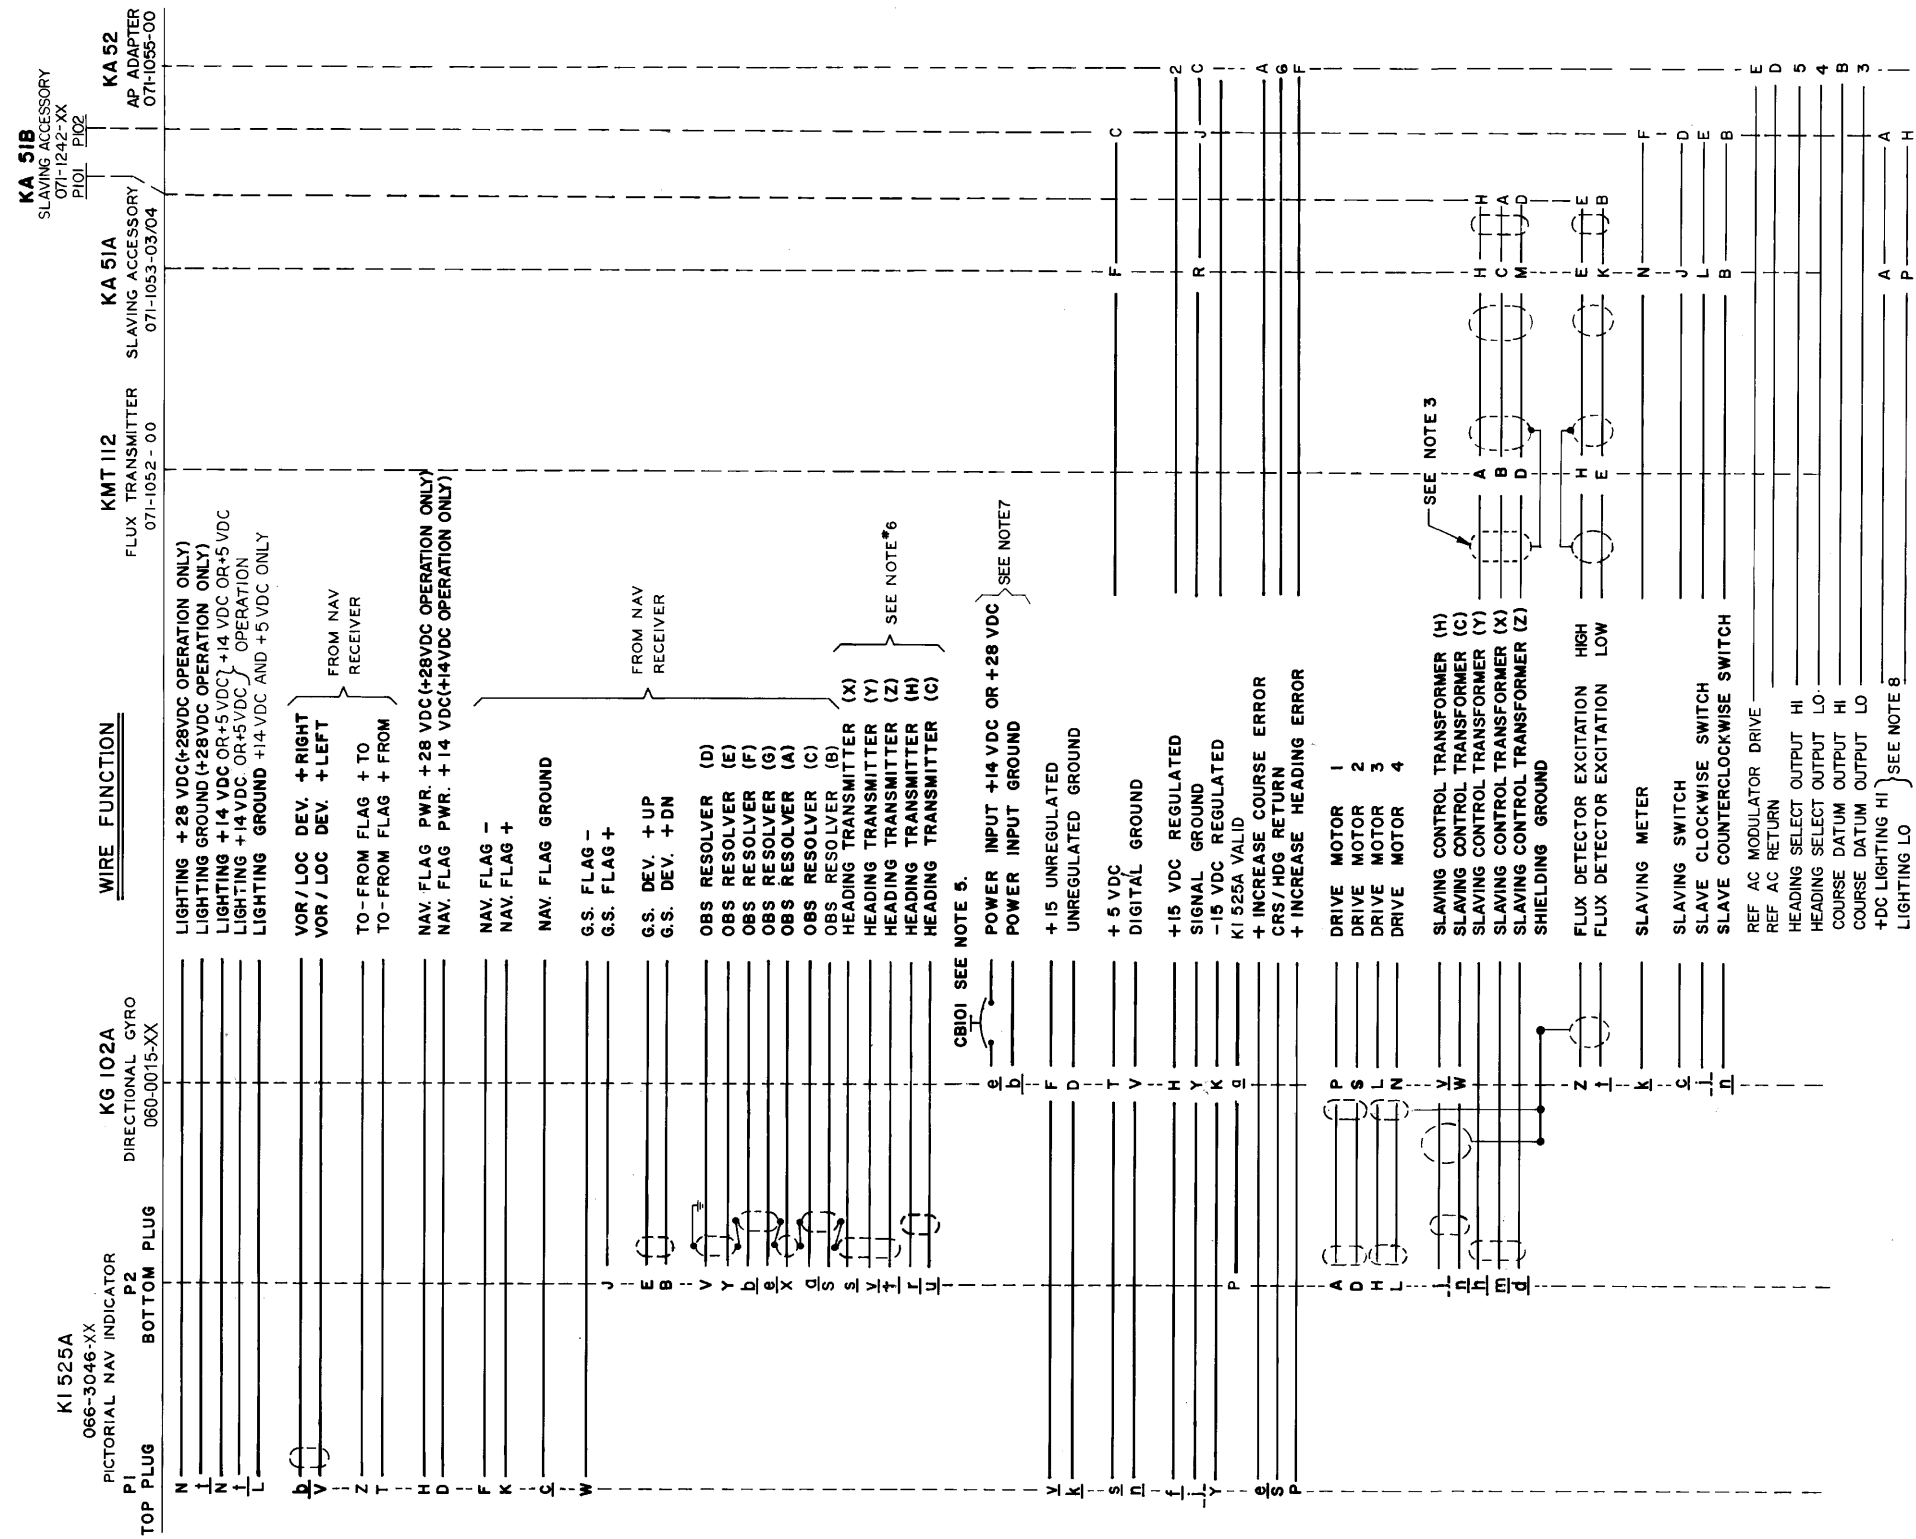 KI 525A
066-3046-XX
PICTORIAL NAV INDICATOR
P1
TOP PLUG
P2
BOTTOM PLUG
KG 102A
DIRECTIONAL GYRO
060-0015-XX
WIRE FUNCTION
KMT 112
FLUX TRANSMITTER
071-1052-00
KA 51A
SLAVING ACCESSORY
071-1053-03/04
KA 51B
SLAVING ACCESSORY
071-1242-XX
P101 P102
KA 52
AP ADAPTER
071-1055-00
N LIGHTING +28 VDC(+28VDC OPERATION ONLY)
t LIGHTING GROUND (+28VDC OPERATION ONLY)
N LIGHTING +14 VDC OR+5VDC} +14 VDC OR+5 VDC
t LIGHTING +14VDC. OR+5VDC} OPERATION
L LIGHTING GROUND +14 VDC AND +5 VDC ONLY
b VOR/LOC DEV. +RIGHT
V VOR/LOC DEV. +LEFT
Z TO-FROM FLAG +TO
T TO-FROM FLAG +FROM
FROM NAV
RECEIVER
H NAV. FLAG PWR. +28 VDC(+28VDC OPERATION ONLY)
D NAV. FLAG PWR. +14 VDC(+14VDC OPERATION ONLY)
F NAV. FLAG -
K NAV. FLAG +
C NAV. FLAG GROUND
W G.S. FLAG -
J G.S. FLAG +
E G.S. DEV. +UP
B G.S. DEV. +DN
V OBS RESOLVER (D)
Y OBS RESOLVER (E)
b OBS RESOLVER (F)
e OBS RESOLVER (G)
X OBS RESOLVER (A)
a OBS RESOLVER (C)
S OBS RESOLVER (B)
FROM NAV
RECEIVER
s HEADING TRANSMITTER (X)
v HEADING TRANSMITTER (Y)
t HEADING TRANSMITTER (Z)
r HEADING TRANSMITTER (H)
u HEADING TRANSMITTER (C)
SEE NOTE#6
CB101 SEE NOTE 5.
e POWER INPUT +14 VDC OR +28 VDC
b POWER INPUT GROUND
SEE NOTE7
v F +15 UNREGULATED
k D UNREGULATED GROUND
s T +5 VDC F C
n V DIGITAL GROUND
f H +15 VDC REGULATED 2
j Y SIGNAL GROUND R J C
Y K -15 VDC REGULATED
P a KI 525A VALID
e + INCREASE COURSE ERROR A
S CRS/HDG RETURN 6
P + INCREASE HEADING ERROR F
A P DRIVE MOTOR 1
D S DRIVE MOTOR 2
H L DRIVE MOTOR 3
L N DRIVE MOTOR 4
SEE NOTE 3
j v SLAVING CONTROL TRANSFORMER (H)
n W SLAVING CONTROL TRANSFORMER (C)
h SLAVING CONTROL TRANSFORMER (Y) A H H
m SLAVING CONTROL TRANSFORMER (X) B C A
d SLAVING CONTROL TRANSFORMER (Z) D M D
SHIELDING GROUND
Z FLUX DETECTOR EXCITATION HIGH H E E
t FLUX DETECTOR EXCITATION LOW E K B
k SLAVING METER N F
c SLAVING SWITCH J D
j SLAVE CLOCKWISE SWITCH L E
n SLAVE COUNTERCLOCKWISE SWITCH B B
REF AC MODULATOR DRIVE E
REF AC RETURN D
HEADING SELECT OUTPUT HI 5
HEADING SELECT OUTPUT LO 4
COURSE DATUM OUTPUT HI B
COURSE DATUM OUTPUT LO 3
+DC LIGHTING HI A A
LIGHTING LO P H
SEE NOTE 8